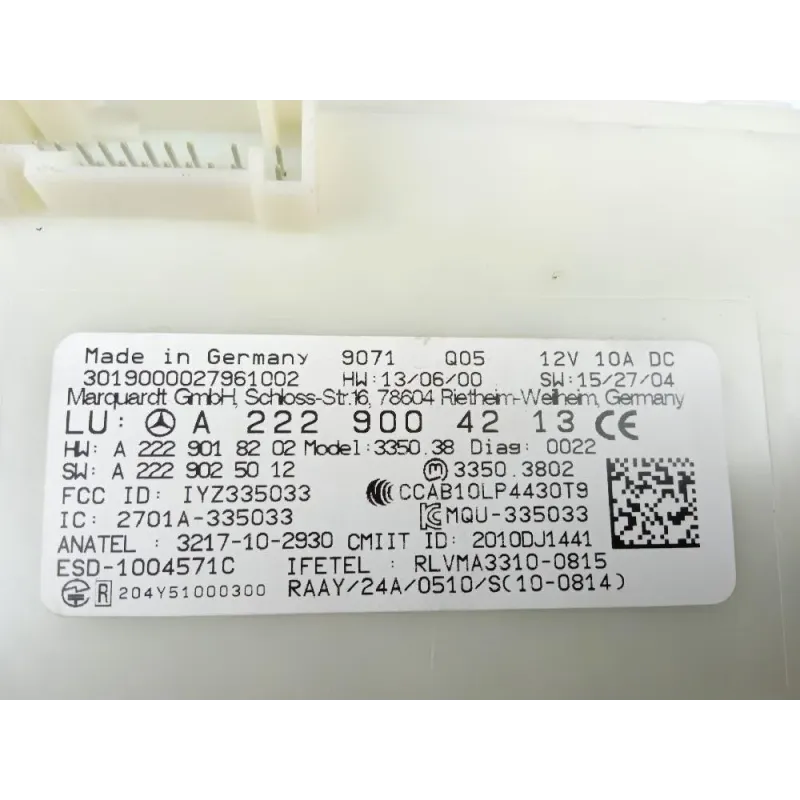 Made in Germany 9071 Q05 12V 10A DC
3019000027961002 HW:13/06/00 SW:15/27/04
Marquardt GmbH, Schloss-Str.16, 78604 Rietheim-Weilheim, Germany
LU: A 222 900 42 13 CE
HW: A 222 901 82 02 Model:3350.38 Diag: 0022
SW: A 222 902 50 12 m 3350.3802
FCC ID: IYZ335033 CCAB10LP4430T9
IC: 2701A-335033 MQU-335033
ANATEL : 3217-10-2930 CMIIT ID: 2010DJ1441
ESD-1004571C IFETEL: RLVMA3310-0815
R 204Y51000300 RAAY/24A/0510/S(10-0814)